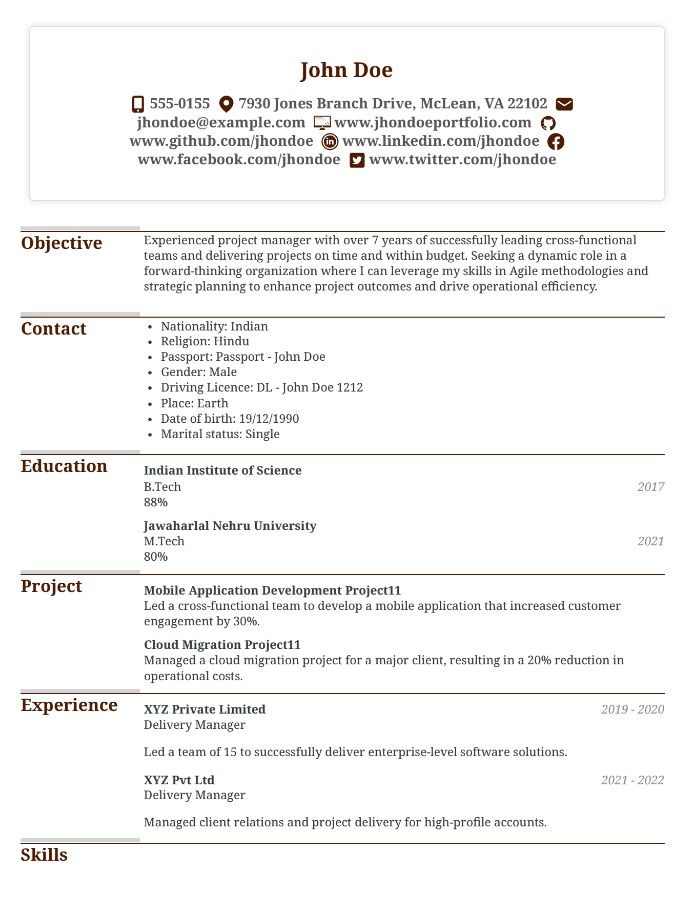 John Doe
555-0155 7930 Jones Branch Drive, McLean, VA 22102
jhondoe@example.com www.jhondoeportfolio.com
www.github.com/jhondoe www.linkedin.com/jhondoe
www.facebook.com/jhondoe www.twitter.com/jhondoe
Objective
Experienced project manager with over 7 years of successfully leading cross-functional
teams and delivering projects on time and within budget. Seeking a dynamic role in a
forward-thinking organization where I can leverage my skills in Agile methodologies and
strategic planning to enhance project outcomes and drive operational efficiency.
Contact
• Nationality: Indian
• Religion: Hindu
• Passport: Passport - John Doe
• Gender: Male
• Driving Licence: DL - John Doe 1212
• Place: Earth
• Date of birth: 19/12/1990
• Marital status: Single
Education
Indian Institute of Science
B.Tech 2017
88%
Jawaharlal Nehru University
M.Tech 2021
80%
Project
Mobile Application Development Project11
Led a cross-functional team to develop a mobile application that increased customer
engagement by 30%.
Cloud Migration Project11
Managed a cloud migration project for a major client, resulting in a 20% reduction in
operational costs.
Experience
XYZ Private Limited 2019 - 2020
Delivery Manager
Led a team of 15 to successfully deliver enterprise-level software solutions.
XYZ Pvt Ltd 2021 - 2022
Delivery Manager
Managed client relations and project delivery for high-profile accounts.
Skills